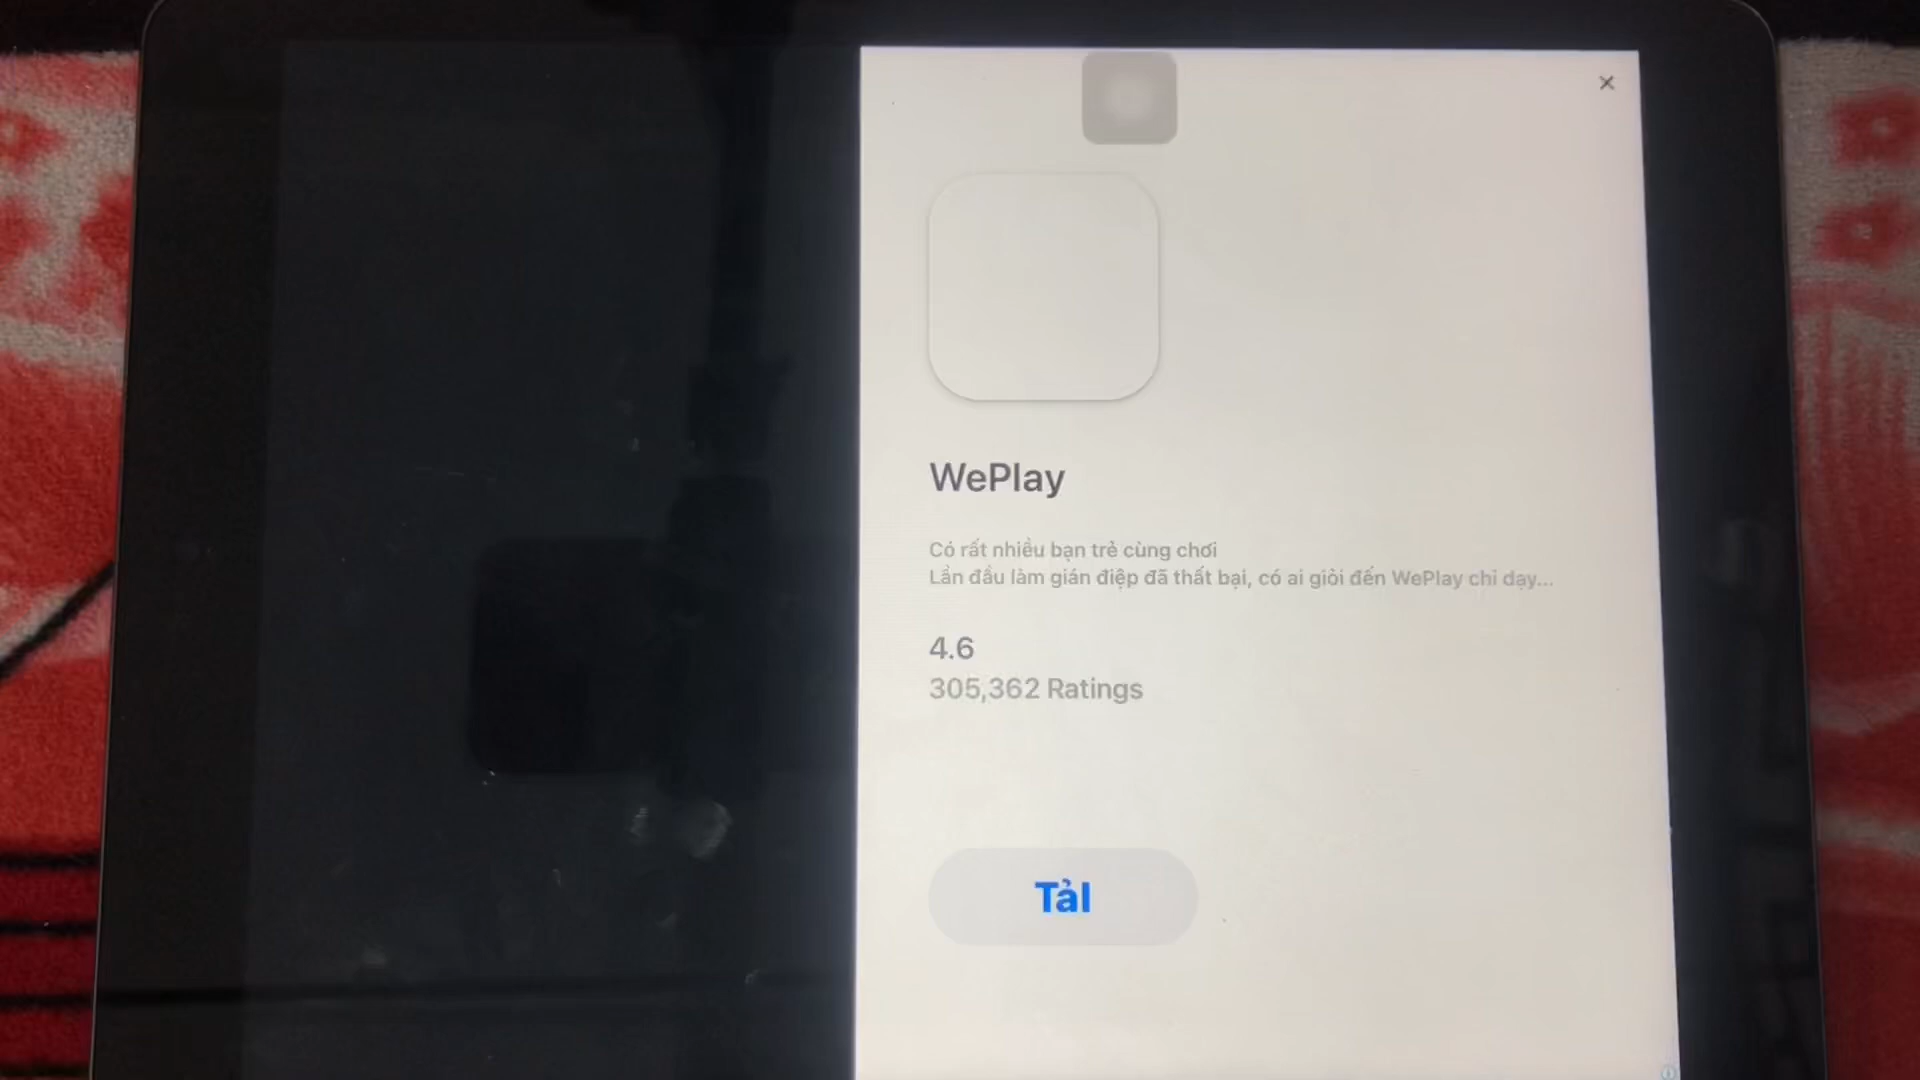 WePlay
Có rất nhiều bạn trẻ cùng chơi
Lần đầu làm gián điệp đã thất bại, có ai giỏi đến WePlay chỉ dạy...
4.6
305,362 Ratings
TẢI